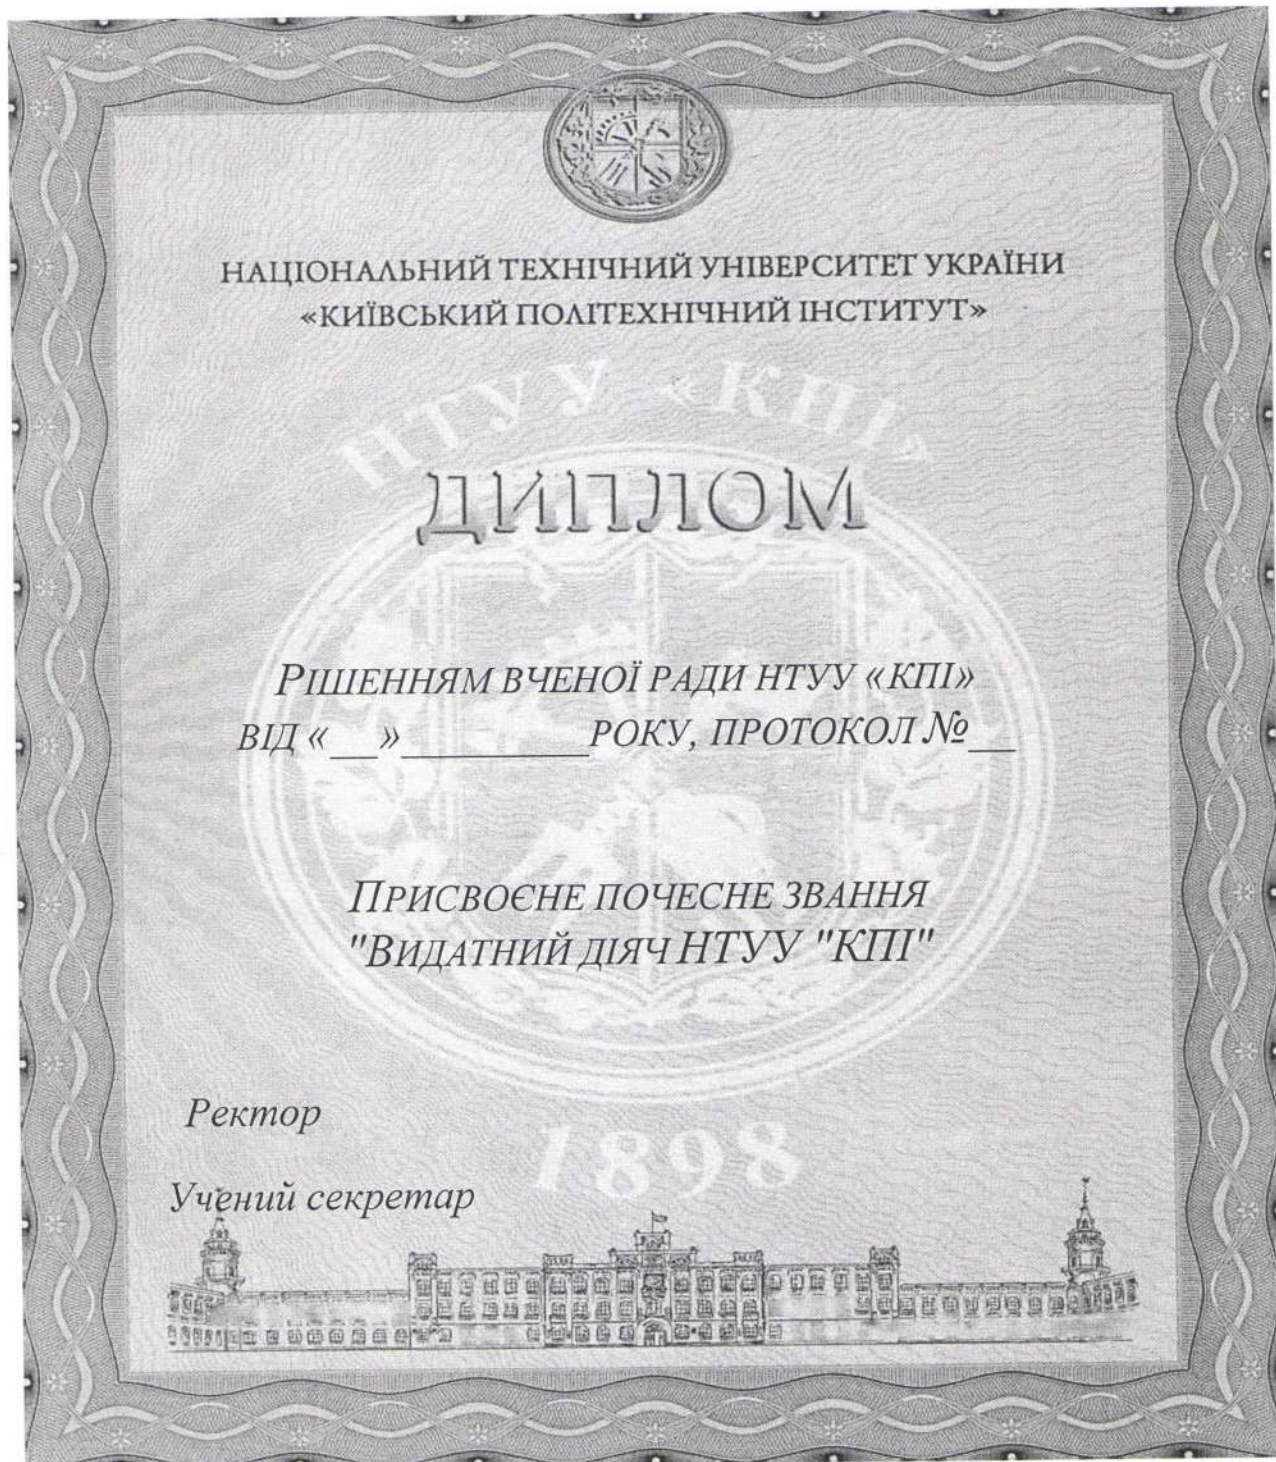 НАЦІОНАЛЬНИЙ ТЕХНІЧНИЙ УНІВЕРСИТЕТ УКРАЇНИ
«КИЇВСЬКИЙ ПОЛІТЕХНІЧНИЙ ІНСТИТУТ»
НТУУ «КПІ»
ДИПЛОМ
РІШЕННЯМ ВЧЕНОЇ РАДИ НТУУ «КПІ»
ВІД «__» ________РОКУ, ПРОТОКОЛ №__
ПРИСВОЄНЕ ПОЧЕСНЕ ЗВАННЯ
"ВИДАТНИЙ ДІЯЧ НТУУ "КПІ"
Ректор
1898
Учений секретар